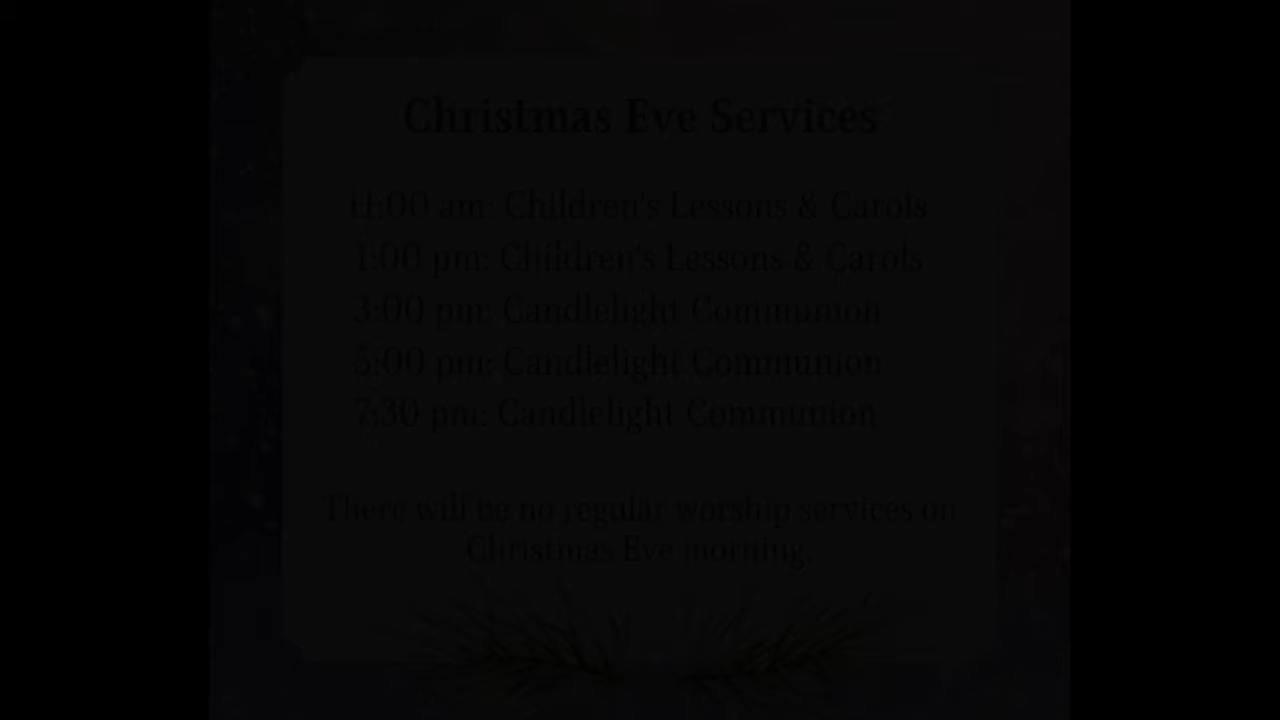 Christmas Eve Services
11:00 am: Children's Lessons & Carols
1:00 pm: Children's Lessons & Carols
3:00 pm: Candlelight Communion
5:00 pm: Candlelight Communion
7:30 pm: Candlelight Communion
There will be no regular worship services on
Christmas Eve morning.